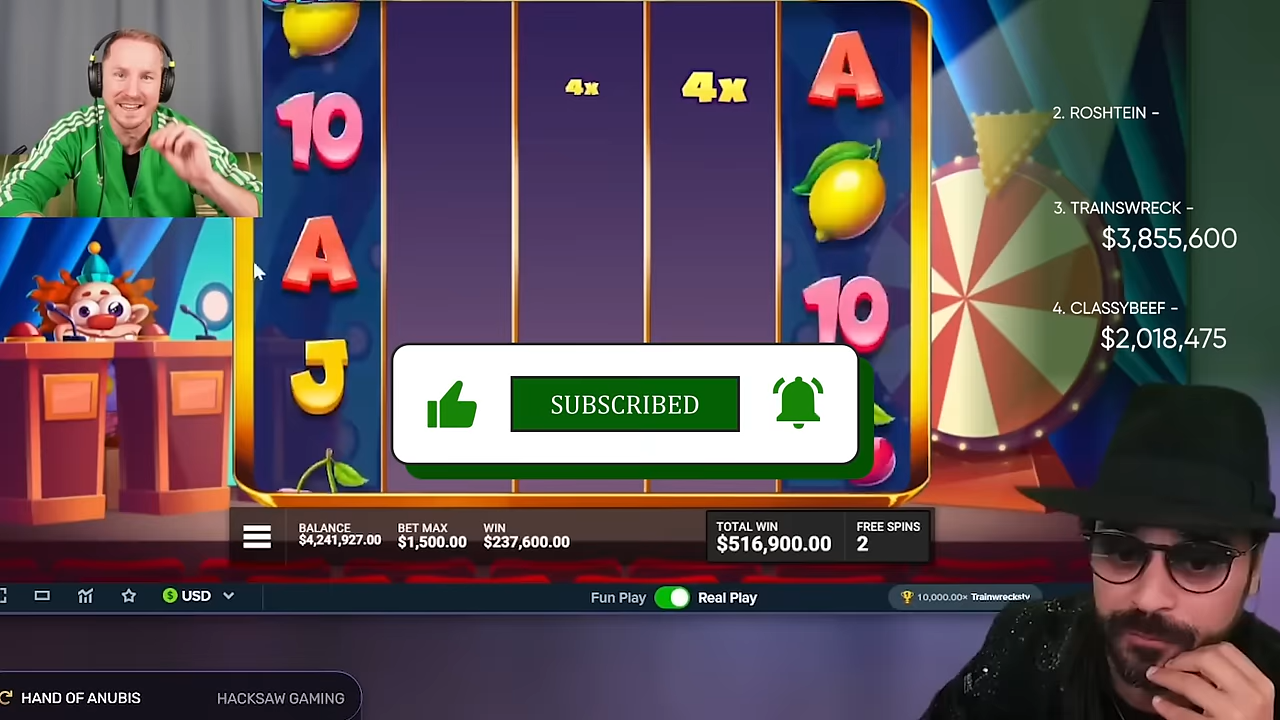 10
A
J
4x
4x
A
10
2. ROSHTEIN -
3. TRAINSWRECK -
$3,855,600
4. CLASSYBEEF -
$2,018,475
SUBSCRIBED
BALANCE
$4,241,927.00
BET MAX
$1,500.00
WIN
$237,600.00
TOTAL WIN
$516,900.00
FREE SPINS
2
$ USD
Fun Play
Real Play
10,000.00× Trainwreckstv
HAND OF ANUBIS
HACKSAW GAMING